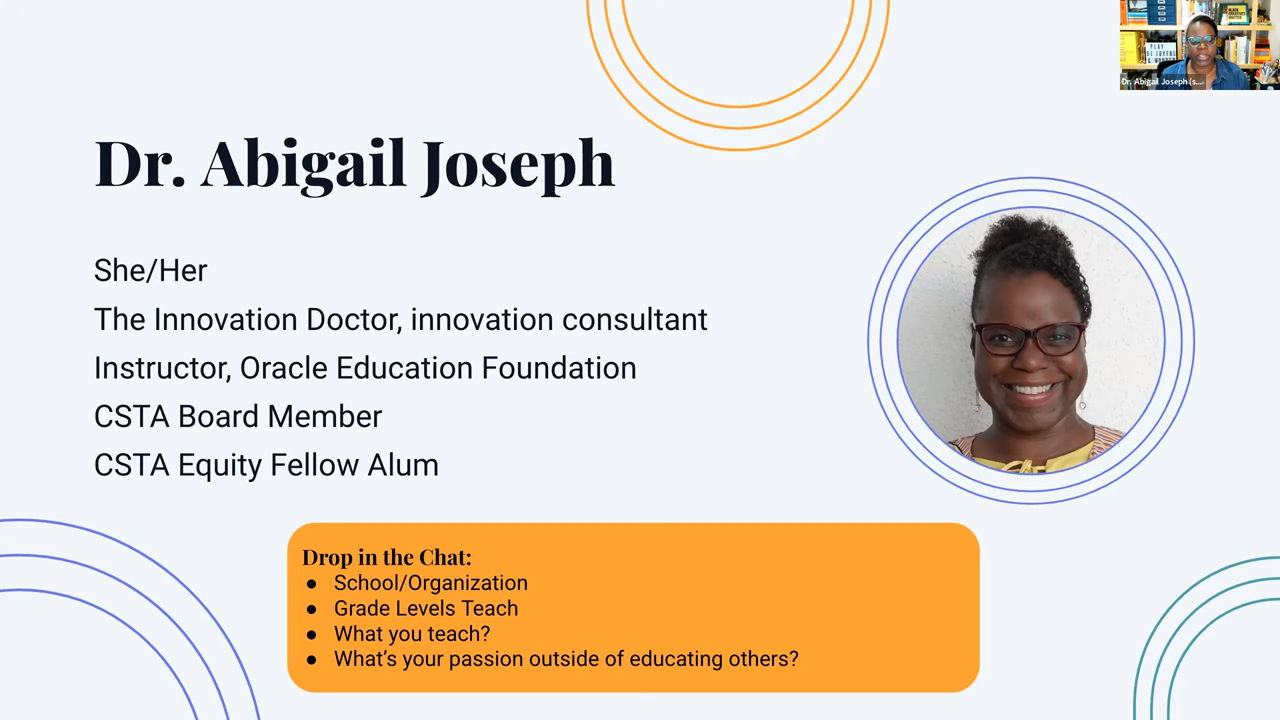 Dr. Abigail Joseph
She/Her
The Innovation Doctor, innovation consultant
Instructor, Oracle Education Foundation
CSTA Board Member
CSTA Equity Fellow Alum
Drop in the Chat:
● School/Organization
● Grade Levels Teach
● What you teach?
● What’s your passion outside of educating others?
PLAY
Dr. Abigail Joseph (s...